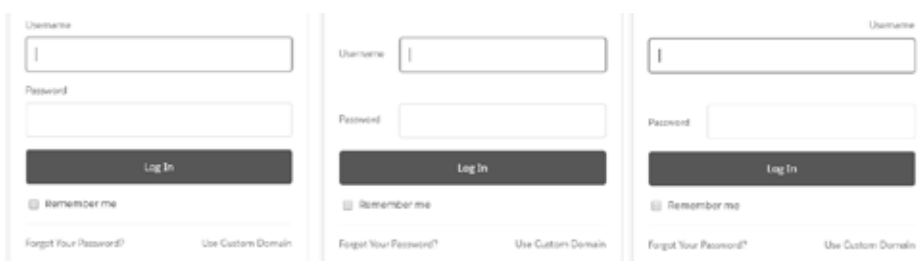 Username
Password
Log In
Remember me
Forgot Your Password? Use Custom Domain
Username
Password
Log In
Remember me
Forgot Your Password? Use Custom Domain
Username
Password
Log In
Remember me
Forgot Your Password? Use Custom Domain